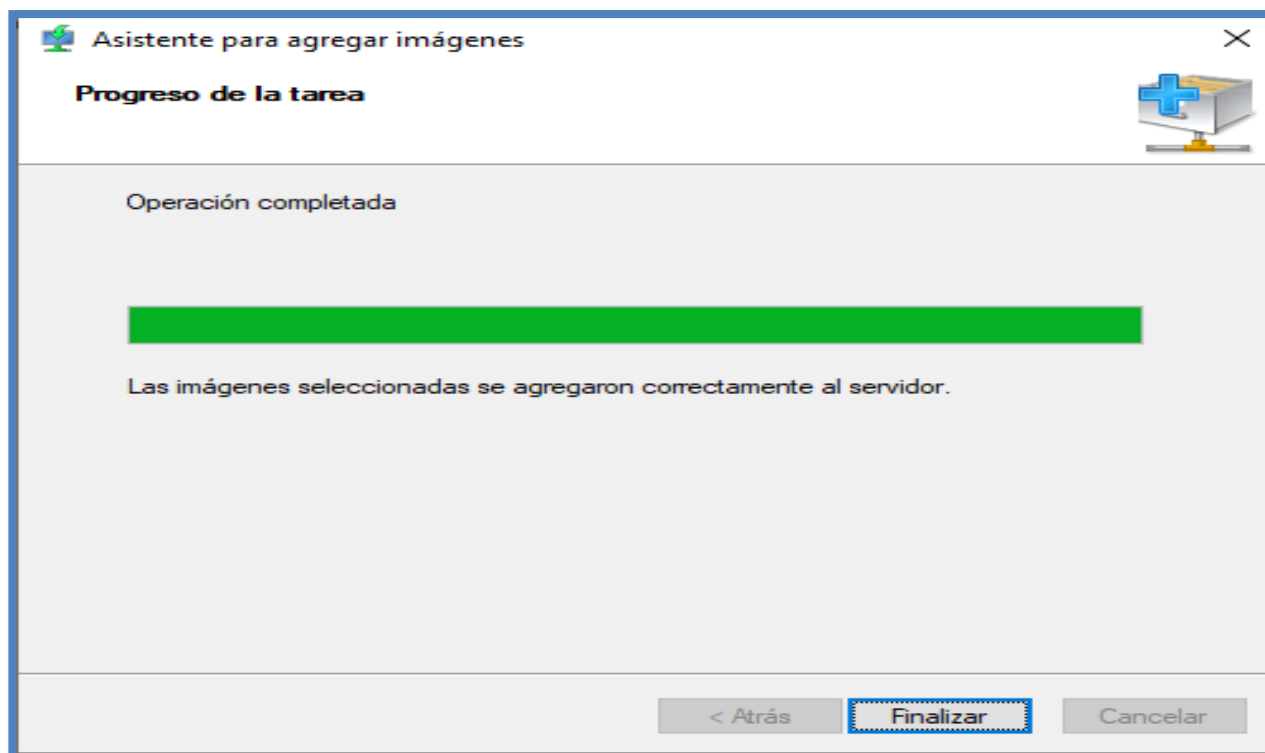 Asistente para agregar imágenes
Progreso de la tarea
Operación completada
Las imágenes seleccionadas se agregaron correctamente al servidor.
< Atrás
Finalizar
Cancelar